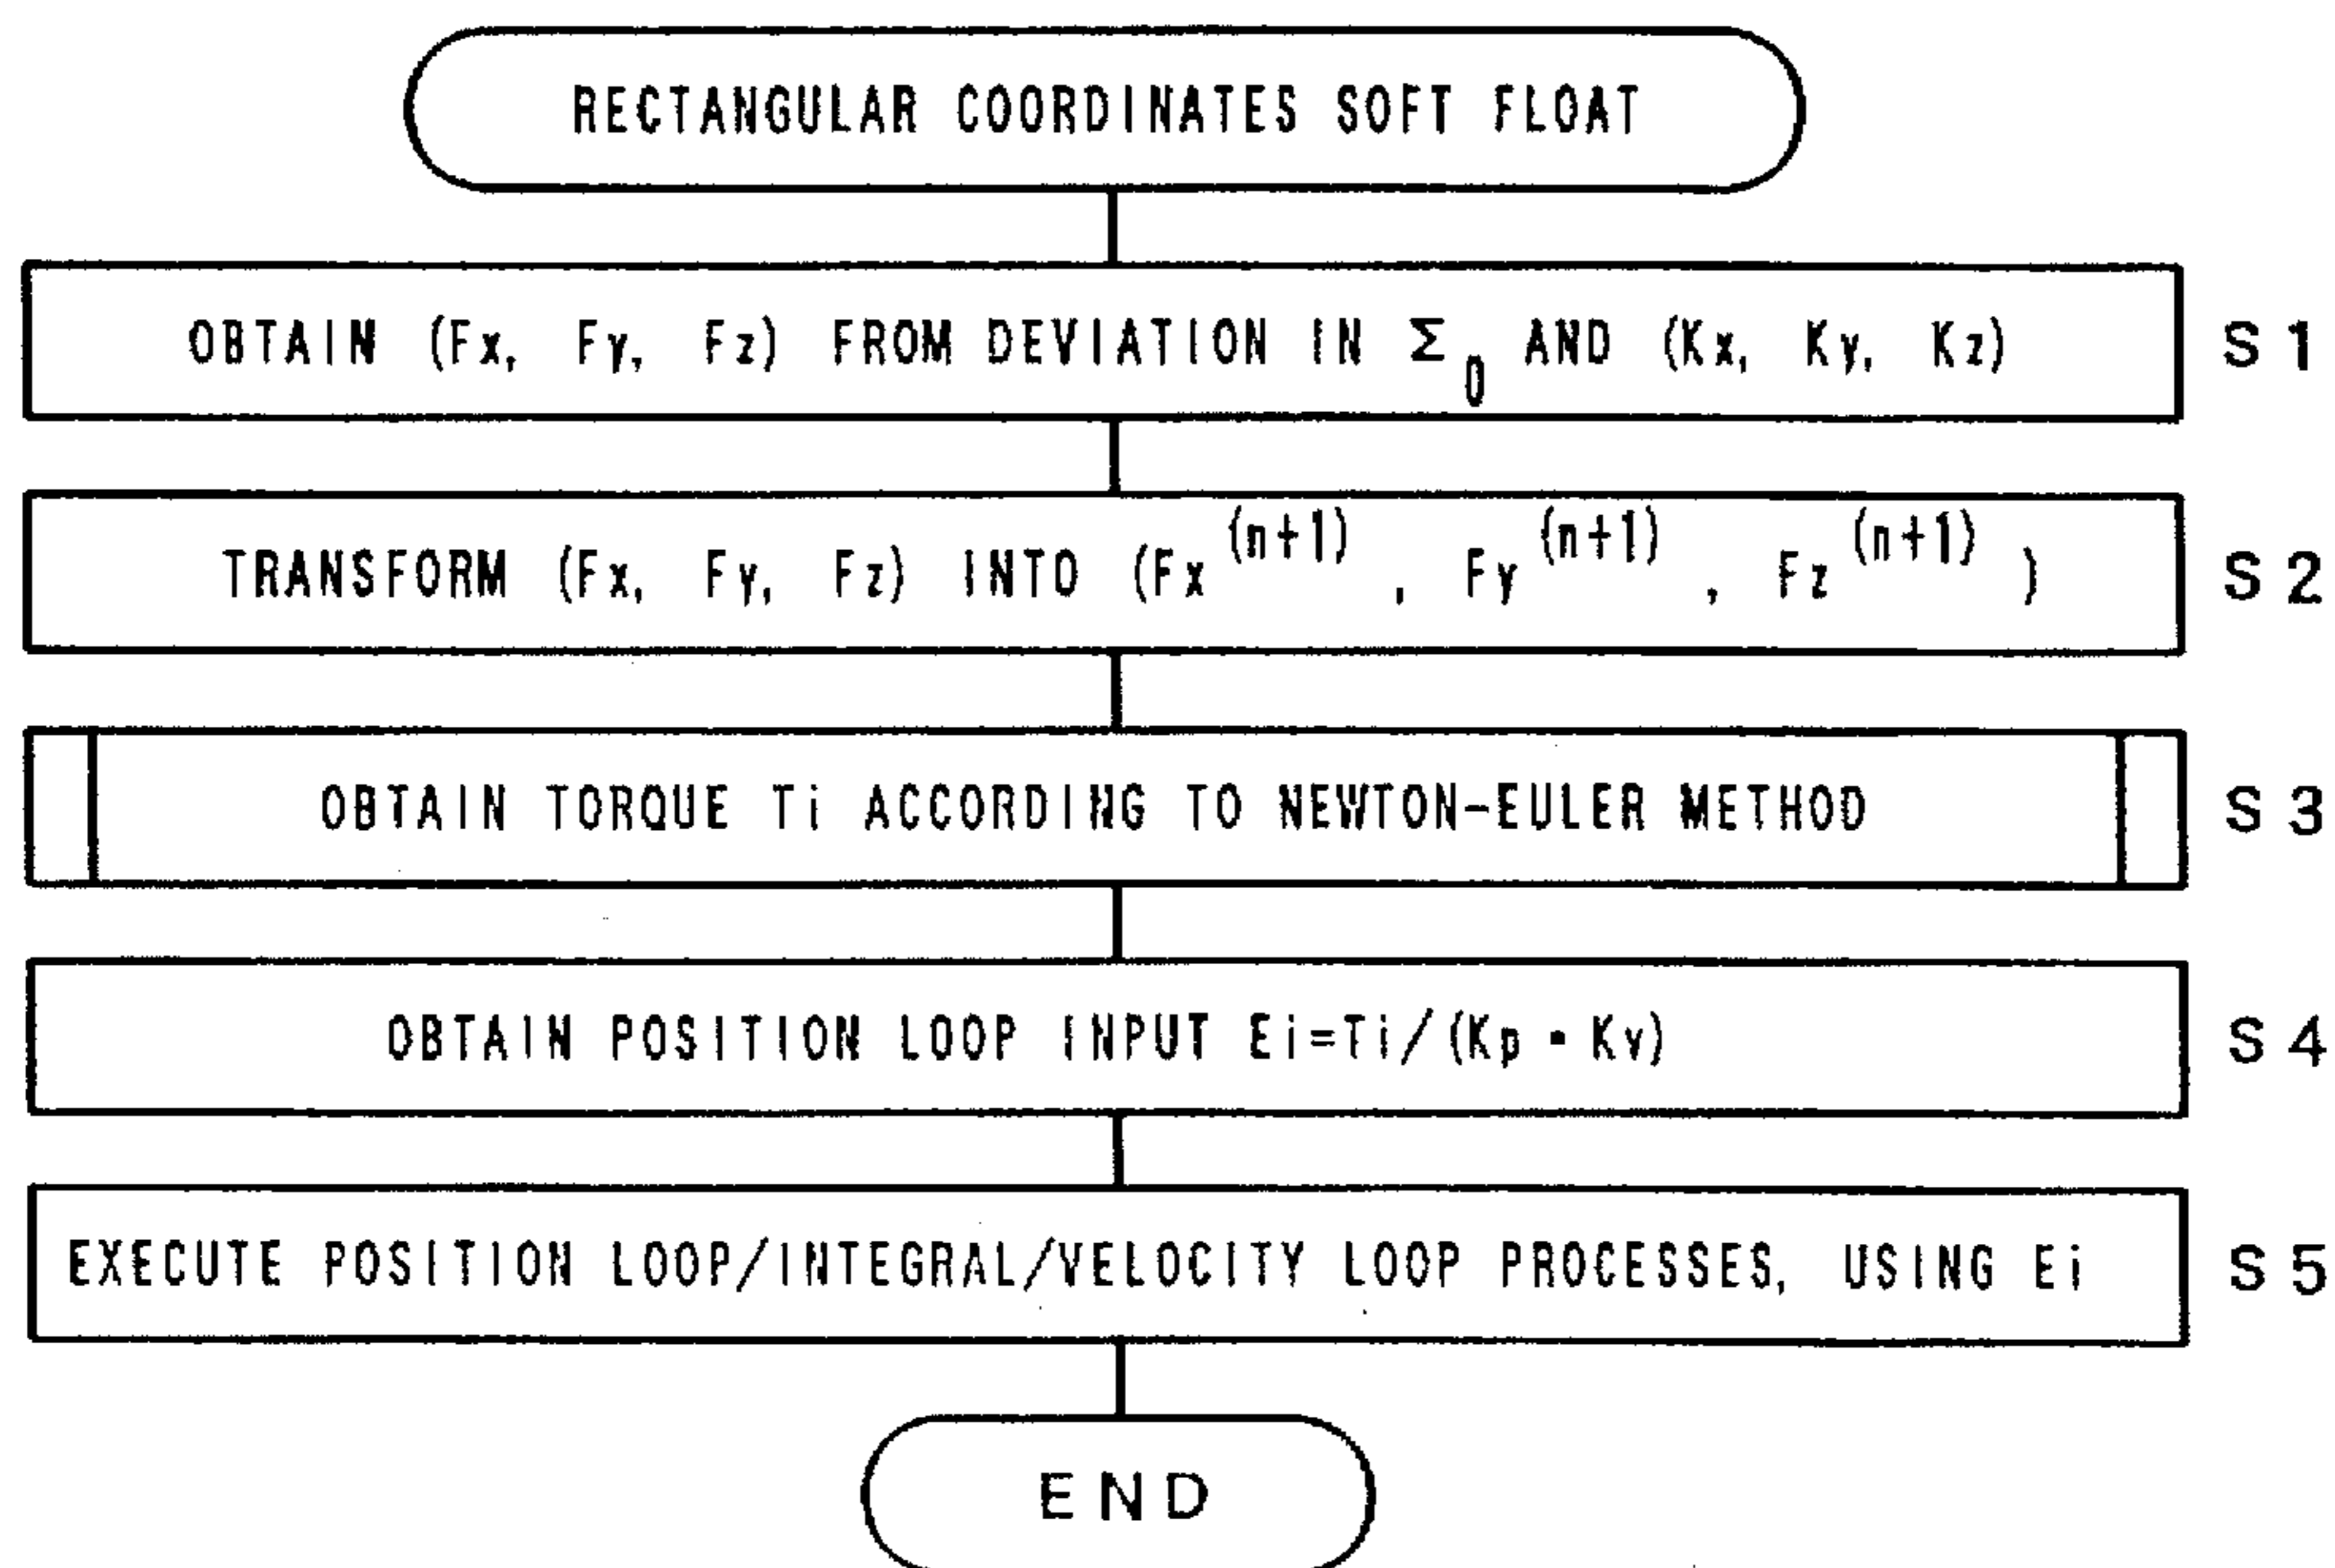 RECTANGULAR COORDINATES SOFT FLOAT
OBTAIN (Fx, Fy, Fz) FROM DEVIATION IN Σ₀ AND (Kx, Ky, Kz) S1
TRANSFORM (Fx, Fy, Fz) INTO (Fx⁽ⁿ⁺¹⁾, Fy⁽ⁿ⁺¹⁾, Fz⁽ⁿ⁺¹⁾) S2
OBTAIN TORQUE Ti ACCORDING TO NEWTON-EULER METHOD S3
OBTAIN POSITION LOOP INPUT Ei=Ti/(Kp・Kv) S4
EXECUTE POSITION LOOP/INTEGRAL/VELOCITY LOOP PROCESSES, USING Ei S5
END